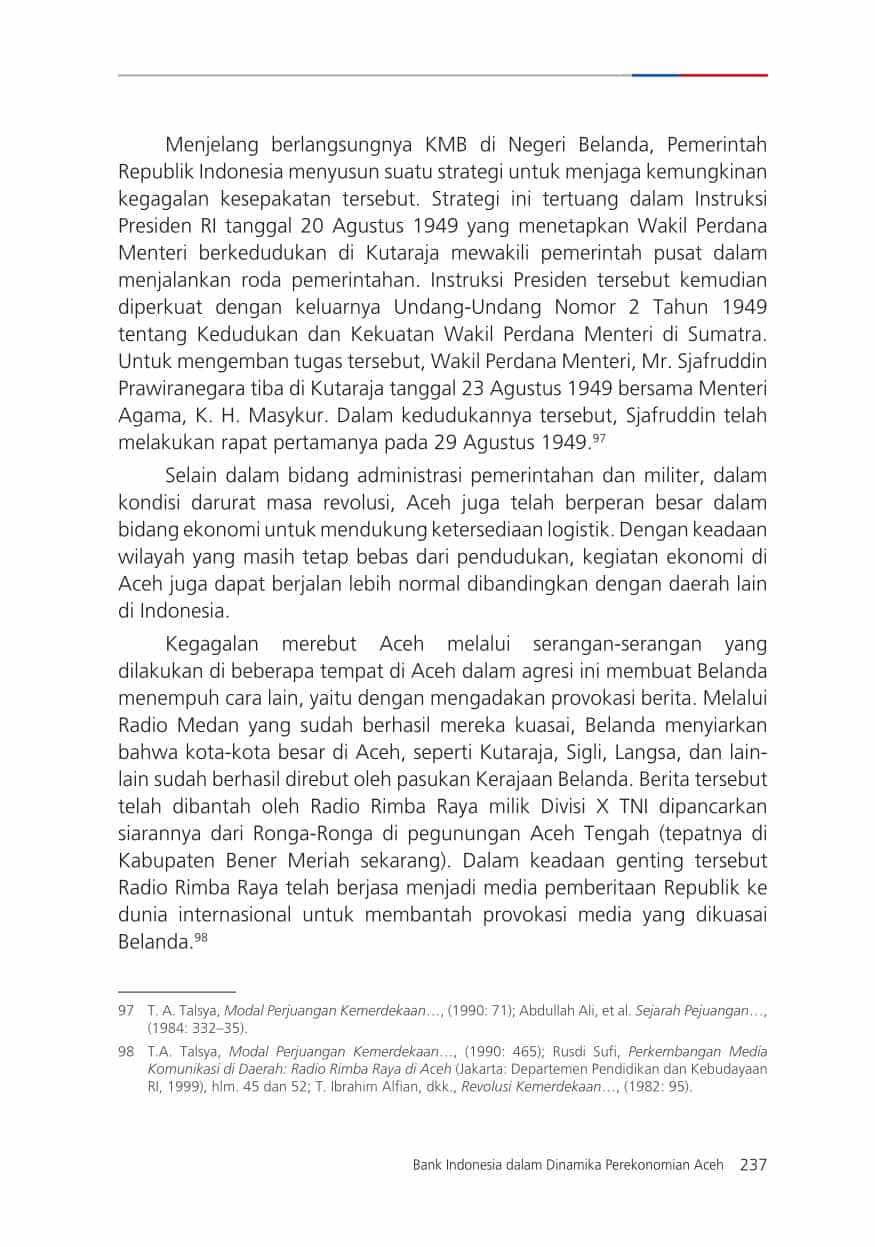 Menjelang berlangsungnya KMB di Negeri Belanda, Pemerintah
Republik Indonesia menyusun suatu strategi untuk menjaga kemungkinan
kegagalan kesepakatan tersebut. Strategi ini tertuang dalam Instruksi
Presiden RI tanggal 20 Agustus 1949 yang menetapkan Wakil Perdana
Menteri berkedudukan di Kutaraja mewakili pemerintah pusat dalam
menjalankan roda pemerintahan. Instruksi Presiden tersebut kemudian
diperkuat dengan keluarnya Undang-Undang Nomor 2 Tahun 1949
tentang Kedudukan dan Kekuatan Wakil Perdana Menteri di Sumatra.
Untuk mengemban tugas tersebut, Wakil Perdana Menteri, Mr. Sjafruddin
Prawiranegara tiba di Kutaraja tanggal 23 Agustus 1949 bersama Menteri
Agama, K. H. Masykur. Dalam kedudukannya tersebut, Sjafruddin telah
melakukan rapat pertamanya pada 29 Agustus 1949.97
Selain dalam bidang administrasi pemerintahan dan militer, dalam
kondisi darurat masa revolusi, Aceh juga telah berperan besar dalam
bidang ekonomi untuk mendukung ketersediaan logistik. Dengan keadaan
wilayah yang masih tetap bebas dari pendudukan, kegiatan ekonomi di
Aceh juga dapat berjalan lebih normal dibandingkan dengan daerah lain
di Indonesia.
Kegagalan merebut Aceh melalui serangan-serangan yang
dilakukan di beberapa tempat di Aceh dalam agresi ini membuat Belanda
menempuh cara lain, yaitu dengan mengadakan provokasi berita. Melalui
Radio Medan yang sudah berhasil mereka kuasai, Belanda menyiarkan
bahwa kota-kota besar di Aceh, seperti Kutaraja, Sigli, Langsa, dan lain-
lain sudah berhasil direbut oleh pasukan Kerajaan Belanda. Berita tersebut
telah dibantah oleh Radio Rimba Raya milik Divisi X TNI dipancarkan
siarannya dari Ronga-Ronga di pegunungan Aceh Tengah (tepatnya di
Kabupaten Bener Meriah sekarang). Dalam keadaan genting tersebut
Radio Rimba Raya telah berjasa menjadi media pemberitaan Republik ke
dunia internasional untuk membantah provokasi media yang dikuasai
Belanda.98
97 T. A. Talsya, Modal Perjuangan Kemerdekaan…, (1990: 71); Abdullah Ali, et al. Sejarah Pejuangan…,
(1984: 332–35).
98 T.A. Talsya, Modal Perjuangan Kemerdekaan…, (1990: 465); Rusdi Sufi, Perkembangan Media
Komunikasi di Daerah: Radio Rimba Raya di Aceh (Jakarta: Departemen Pendidikan dan Kebudayaan
RI, 1999), hlm. 45 dan 52; T. Ibrahim Alfian, dkk., Revolusi Kemerdekaan…, (1982: 95).
Bank Indonesia dalam Dinamika Perekonomian Aceh 237